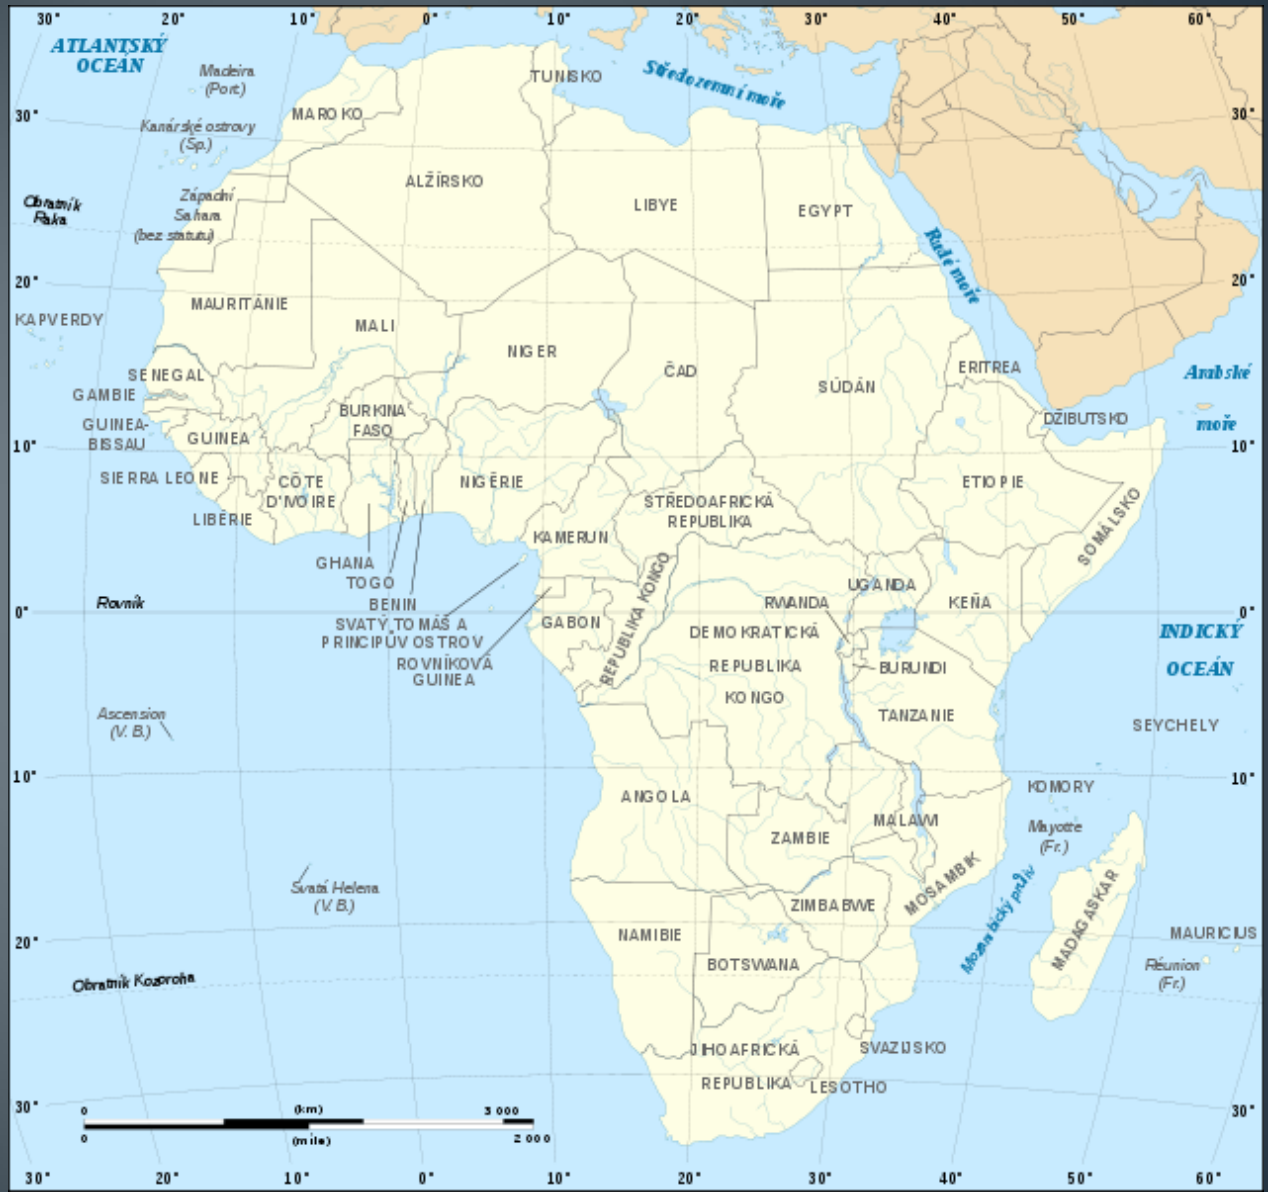 30° 20° 10° 0° 10° 20° 30° 40° 50° 60°
ATLANTSKÝ
OCEÁN
Madeira
(Port.)
TUNISKO
Středozemní moře
30°
MAROKO
30°
Kanárské ostrovy
(Šp.)
ALŽÍRSKO
LIBYE
EGYPT
Obratník
Raka
Západní
Sahara
(bez statutu)
Rudé moře
20°
20°
MAURITÁNIE
KAPVERDY
MALI
NIGER
ČAD
SÚDÁN
ERITREA
Arabské
moře
SENEGAL
GAMBIE
BURKINA
FASO
DŽIBUTSKO
GUINEA-
BISSAU
GUINEA
10°
10°
SIERRA LEONE
CÔTE
D'IVOIRE
NIGÉRIE
STŘEDOAFRICKÁ
REPUBLIKA
ETIOPIE
SOMÁLSKO
LIBÉRIE
KAMERUN
GHANA
TOGO
BENIN
SVATÝ TOMÁŠ A
PRINCIPŮV OSTROV
ROVNÍKOVÁ
GUINEA
REPUBLIKA KONGO
UGANDA
KEŇA
RWANDA
0°
Rovník
0°
GABON
DEMOKRATICKÁ
REPUBLIKA
KONGO
INDICKÝ
OCEÁN
BURUNDI
TANZANIE
Ascension
(V. B.)
SEYCHELY
10°
10°
ANGOLA
KOMORY
MALAWI
Mayotte
(Fr.)
ZAMBIE
MOSAMBIK
Mozambický průliv
Svatá Helena
(V. B.)
ZIMBABWE
MADAGASKAR
NAMIBIE
MAURICIUS
20°
20°
BOTSWANA
Réunion
(Fr.)
Obratník Kozoroha
JIHOAFRICKÁ
REPUBLIKA
SVAZIJSKO
LESOTHO
30°
30°
0 (km) 3 000
0 (mile) 2 000
30° 20° 10° 0° 10° 20° 30° 40° 50° 60°